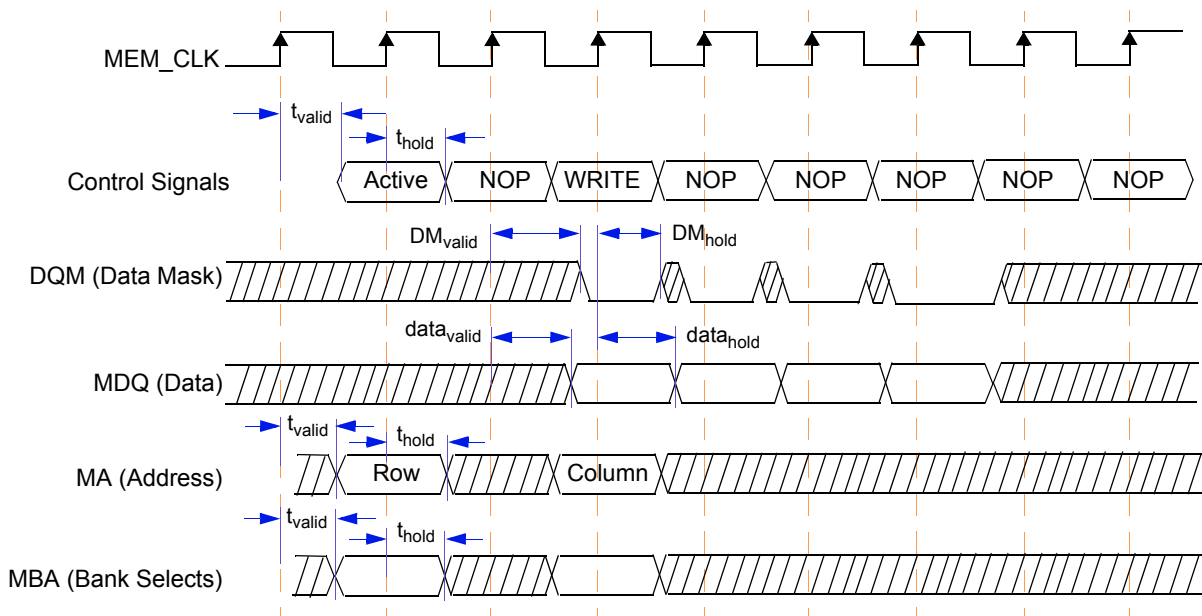 MEM_CLK
tvalid
thold
Control Signals Active NOP WRITE NOP NOP NOP NOP NOP
DMvalid DMhold
DQM (Data Mask)
datavalid datahold
MDQ (Data)
tvalid thold
MA (Address) Row Column
tvalid thold
MBA (Bank Selects)